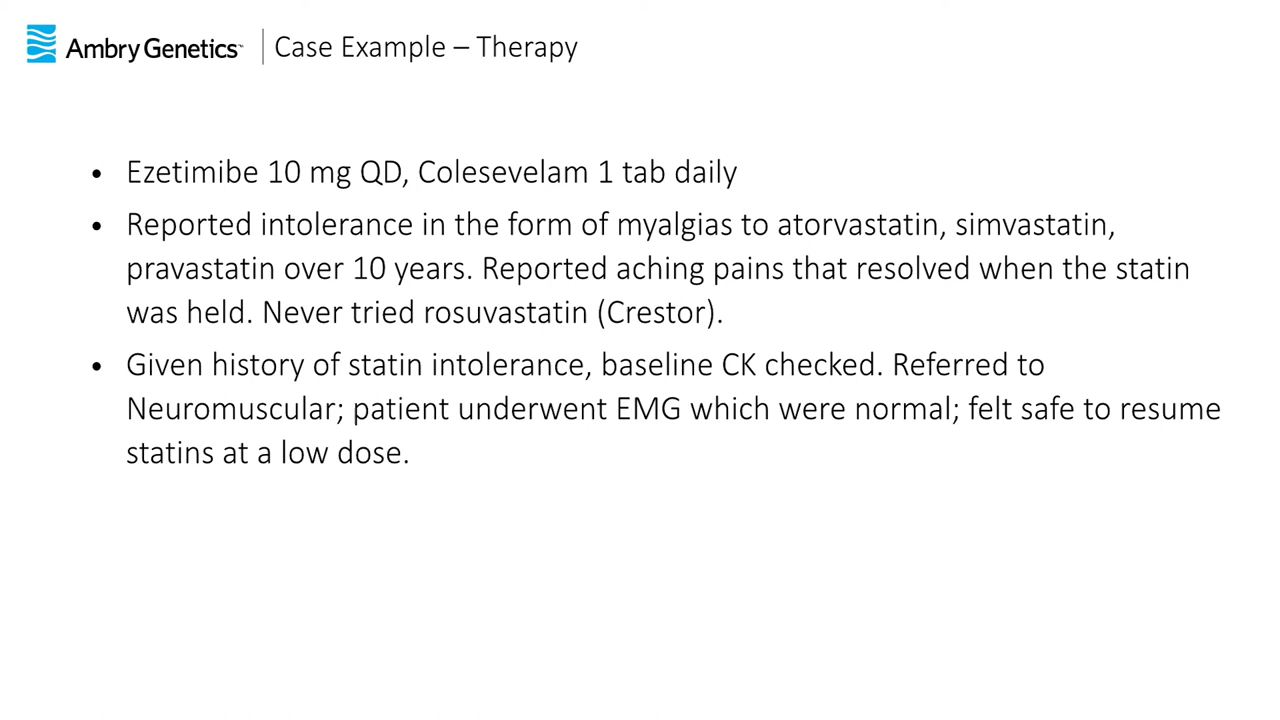 Ambry Genetics™ Case Example – Therapy
• Ezetimibe 10 mg QD, Colesevelam 1 tab daily
• Reported intolerance in the form of myalgias to atorvastatin, simvastatin,
pravastatin over 10 years. Reported aching pains that resolved when the statin
was held. Never tried rosuvastatin (Crestor).
• Given history of statin intolerance, baseline CK checked. Referred to
Neuromuscular; patient underwent EMG which were normal; felt safe to resume
statins at a low dose.